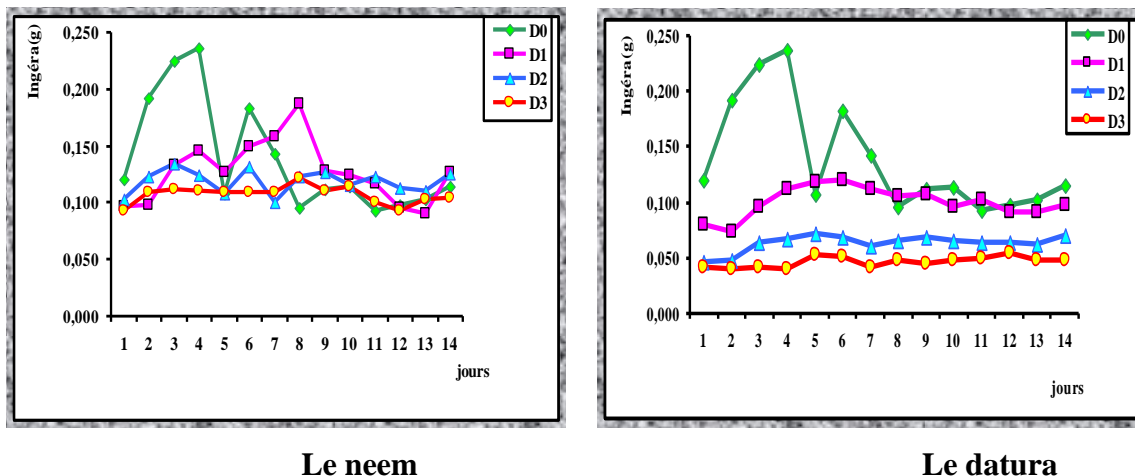 Ingéra(g)
0,250
0,200
0,150
0,100
0,050
0,000
1 2 3 4 5 6 7 8 9 10 11 12 13 14
jours
D0
D1
D2
D3
Le neem
Ingéra(g)
0,250
0,200
0,150
0,100
0,050
0,000
1 2 3 4 5 6 7 8 9 10 11 12 13 14
jours
D0
D1
D2
D3
Le datura